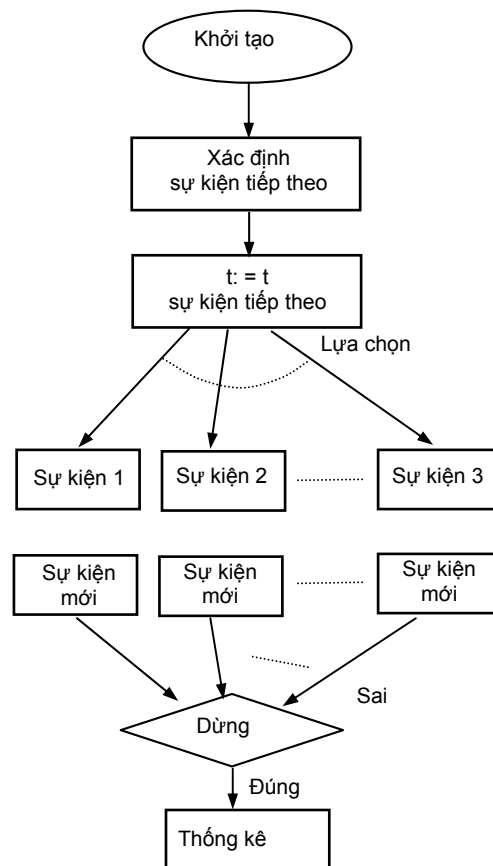 Khởi tạo
Xác định
sự kiện tiếp theo
t: = t
sự kiện tiếp theo
Lựa chọn
Sự kiện 1
Sự kiện 2
Sự kiện 3
Sự kiện
mới
Sự kiện
mới
Sự kiện
mới
Sai
Dừng
Đúng
Thống kê